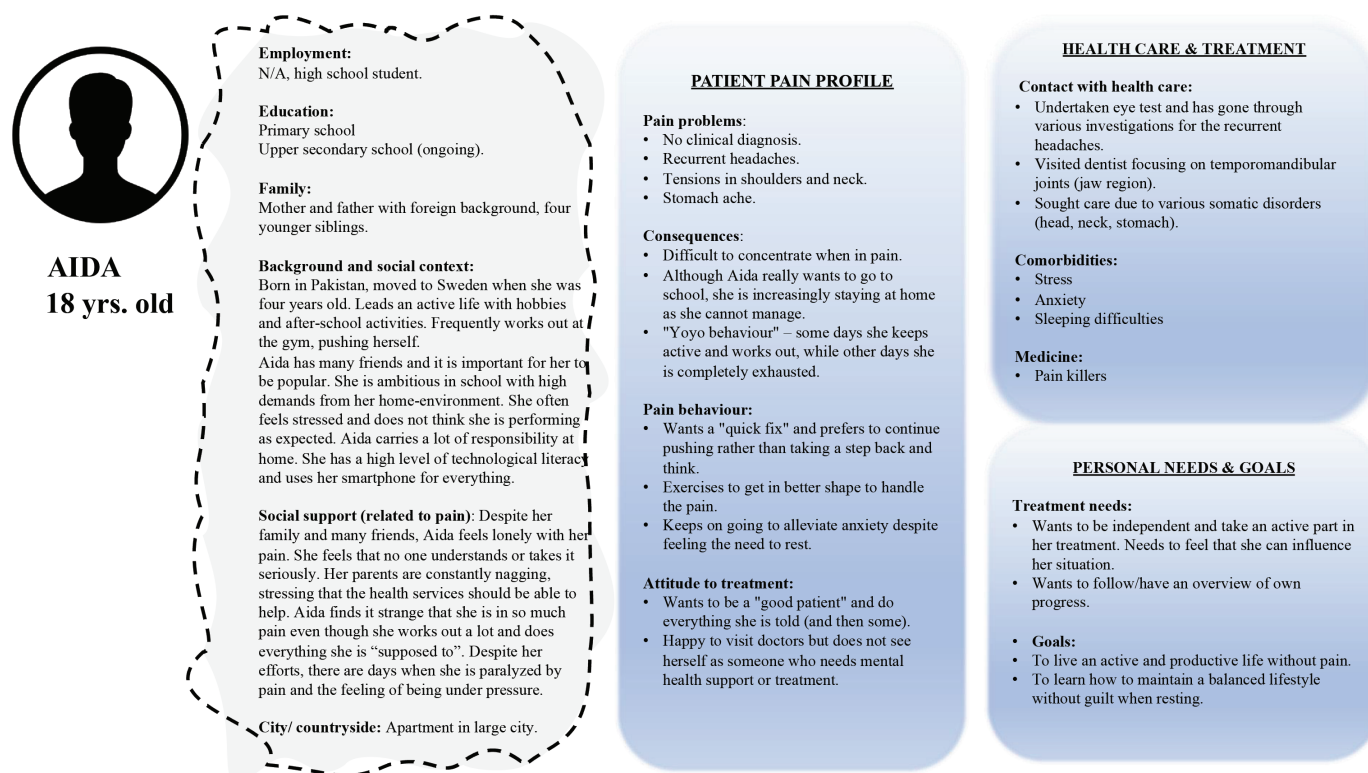 AIDA
18 yrs. old
Employment:
N/A, high school student.
Education:
Primary school
Upper secondary school (ongoing).
Family:
Mother and father with foreign background, four
younger siblings.
Background and social context:
Born in Pakistan, moved to Sweden when she was
four years old. Leads an active life with hobbies
and after-school activities. Frequently works out at
the gym, pushing herself.
Aida has many friends and it is important for her to
be popular. She is ambitious in school with high
demands from her home-environment. She often
feels stressed and does not think she is performing
as expected. Aida carries a lot of responsibility at
home. She has a high level of technological literacy
and uses her smartphone for everything.
Social support (related to pain): Despite her
family and many friends, Aida feels lonely with her
pain. She feels that no one understands or takes it
seriously. Her parents are constantly nagging,
stressing that the health services should be able to
help. Aida finds it strange that she is in so much
pain even though she works out a lot and does
everything she is “supposed to”. Despite her
efforts, there are days when she is paralyzed by
pain and the feeling of being under pressure.
City/ countryside: Apartment in large city.
PATIENT PAIN PROFILE
Pain problems:
• No clinical diagnosis.
• Recurrent headaches.
• Tensions in shoulders and neck.
• Stomach ache.
Consequences:
• Difficult to concentrate when in pain.
• Although Aida really wants to go to
school, she is increasingly staying at home
as she cannot manage.
• "Yoyo behaviour" – some days she keeps
active and works out, while other days she
is completely exhausted.
Pain behaviour:
• Wants a "quick fix" and prefers to continue
pushing rather than taking a step back and
think.
• Exercises to get in better shape to handle
the pain.
• Keeps on going to alleviate anxiety despite
feeling the need to rest.
Attitude to treatment:
• Wants to be a "good patient" and do
everything she is told (and then some).
• Happy to visit doctors but does not see
herself as someone who needs mental
health support or treatment.
HEALTH CARE & TREATMENT
Contact with health care:
• Undertaken eye test and has gone through
various investigations for the recurrent
headaches.
• Visited dentist focusing on temporomandibular
joints (jaw region).
• Sought care due to various somatic disorders
(head, neck, stomach).
Comorbidities:
• Stress
• Anxiety
• Sleeping difficulties
Medicine:
• Pain killers
PERSONAL NEEDS & GOALS
Treatment needs:
• Wants to be independent and take an active part in
her treatment. Needs to feel that she can influence
her situation.
• Wants to follow/have an overview of own
progress.
• Goals:
• To live an active and productive life without pain.
• To learn how to maintain a balanced lifestyle
without guilt when resting.